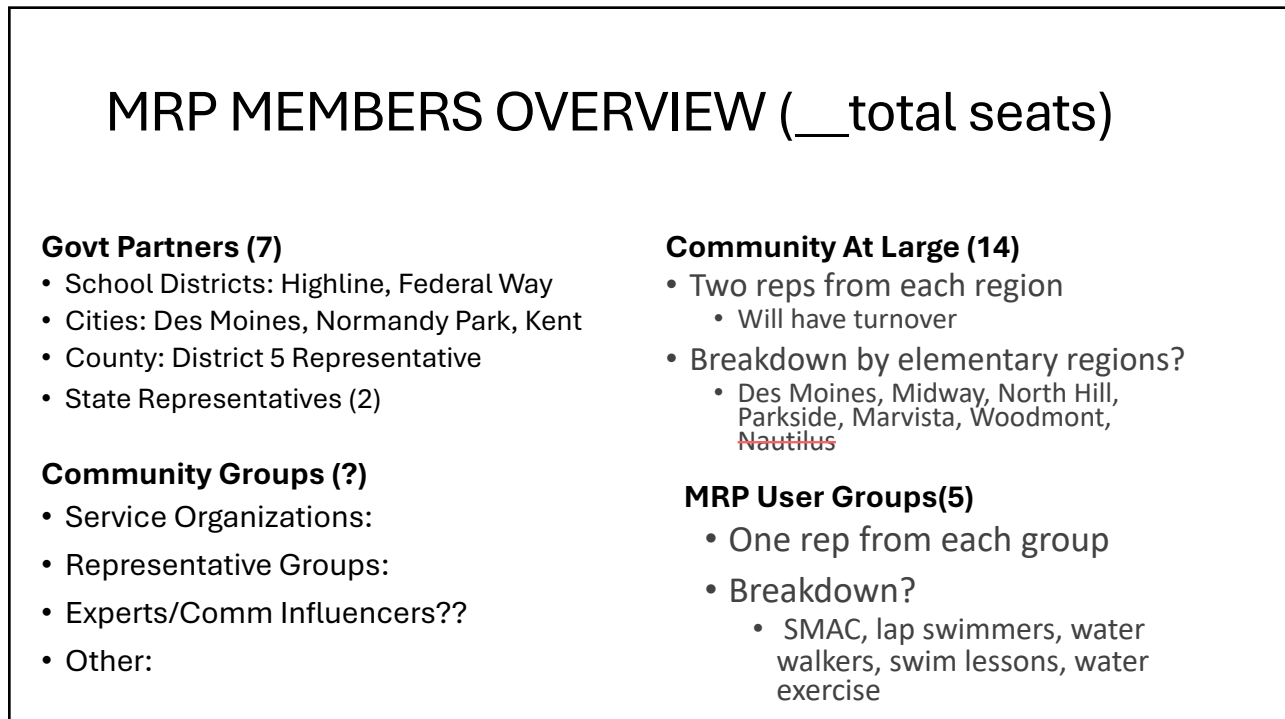 MRP MEMBERS OVERVIEW (__total seats)
Govt Partners (7)
• School Districts: Highline, Federal Way
• Cities: Des Moines, Normandy Park, Kent
• County: District 5 Representative
• State Representatives (2)
Community Groups (?)
• Service Organizations:
• Representative Groups:
• Experts/Comm Influencers??
• Other:
Community At Large (14)
• Two reps from each region
• Will have turnover
• Breakdown by elementary regions?
• Des Moines, Midway, North Hill,
Parkside, Marvista, Woodmont,
Nautilus
MRP User Groups(5)
• One rep from each group
• Breakdown?
• SMAC, lap swimmers, water
walkers, swim lessons, water
exercise